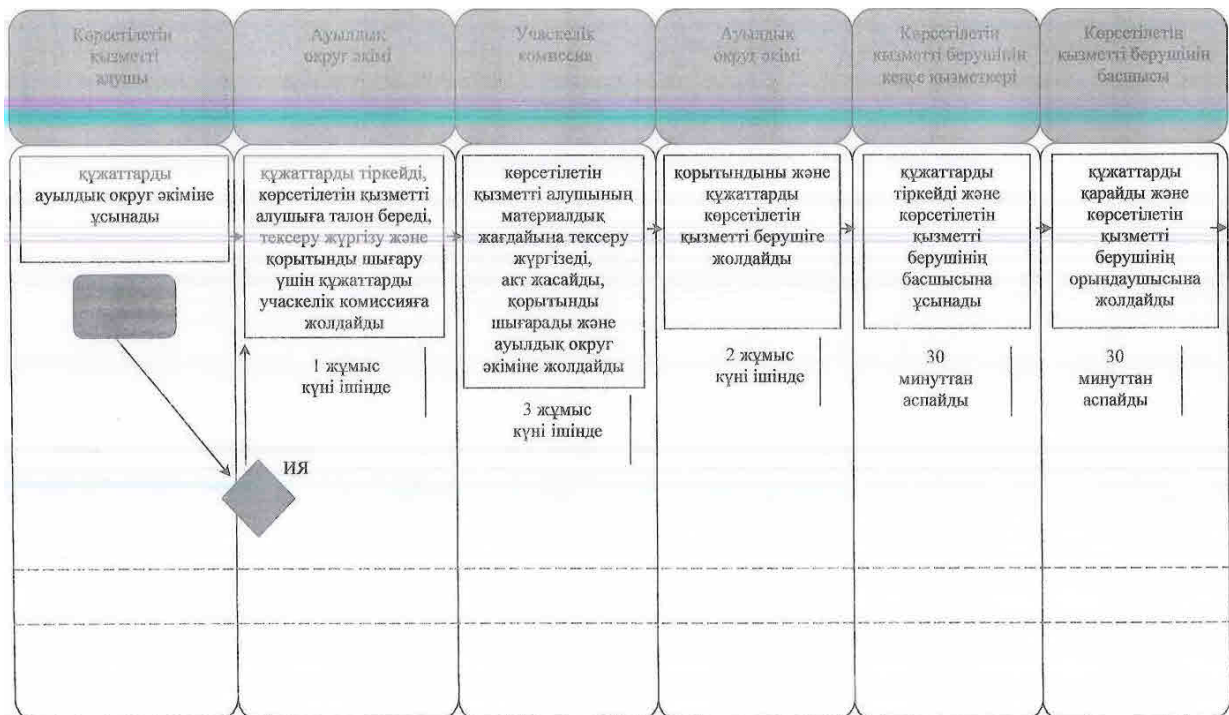 Көрсетілетін
қызметті
алушы
Ауылдық
округ әкімі
Учаскелік
комиссия
Ауылдық
округ әкімі
Көрсетілетін
қызметті берушінің
кеңсе қызметкері
Көрсетілетін
қызметті берушінің
басшысы
құжаттарды
ауылдық округ әкіміне
ұсынады
құжаттарды тіркейді,
көрсетілетін қызметті
алушыға талон береді,
тексеру жүргізу және
қорытынды шығару
үшін құжаттарды
учаскелік комиссияға
жолдайды
1 жұмыс
күні ішінде
көрсетілетін
қызметті алушының
материалдық
жағдайына тексеру
жүргізеді,
акт жасайды,
қорытынды
шығарады және
ауылдық округ
әкіміне жолдайды
3 жұмыс
күні ішінде
қорытындыны және
құжаттарды
көрсетілетін
қызметті берушіге
жолдайды
2 жұмыс
күні ішінде
құжаттарды
тіркейді және
көрсетілетін
қызметті
берушінің
басшысына
ұсынады
30
минуттан
аспайды
құжаттарды
қарайды және
көрсетілетін
қызметті
берушінің
орындаушысына
жолдайды
30
минуттан
аспайды
ИЯ